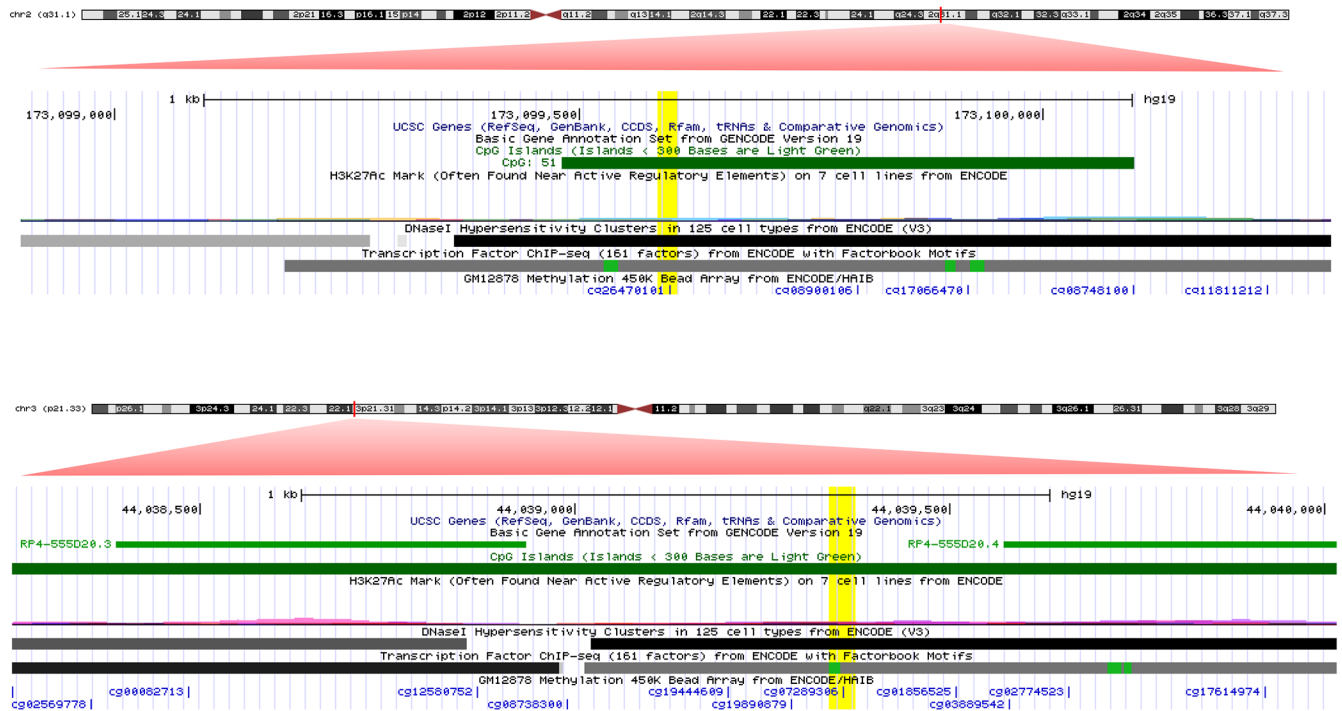 chr2 (q31.1) 25.1 24.3 24.1 2p21 16.3 p16.1 15 p14 2p12 2p11.2 q11.2 q13 14.1 2q14.3 22.1 22.3 24.1 q24.3 2q31.1 q32.1 32.3 q33.1 2q34 2q35 36.3 37.1 q37.3
1 kb hg19
173,099,000| 173,099,500| 173,100,000|
UCSC Genes (RefSeq, GenBank, CCDS, Rfam, tRNAs & Comparative Genomics)
Basic Gene Annotation Set from GENCODE Version 19
CpG Islands (Islands < 300 Bases are Light Green)
CpG: 51
H3K27Ac Mark (Often Found Near Active Regulatory Elements) on 7 cell lines from ENCODE
DNaseI Hypersensitivity Clusters in 125 cell types from ENCODE (V3)
Transcription Factor ChIP-seq (161 factors) from ENCODE with Factorbook Motifs
GM12878 Methylation 450K Bead Array from ENCODE/HAIB
cg26470101 cg08900106 cg17066470 cg08748100 cg11811212
chr3 (p21.33) p26.1 3p24.3 24.1 22.3 22.1 3p21.31 14.3 p14.2 3p14.1 3p13 3p12.3 12.2 12.1 11.2 q22.1 3q23 3q24 3q26.1 26.31 3q28 3q29
1 kb hg19
44,038,500| 44,039,000| 44,039,500| 44,040,000|
UCSC Genes (RefSeq, GenBank, CCDS, Rfam, tRNAs & Comparative Genomics)
Basic Gene Annotation Set from GENCODE Version 19
RP4-555D20.3 RP4-555D20.4
CpG Islands (Islands < 300 Bases are Light Green)
H3K27Ac Mark (Often Found Near Active Regulatory Elements) on 7 cell lines from ENCODE
DNaseI Hypersensitivity Clusters in 125 cell types from ENCODE (V3)
Transcription Factor ChIP-seq (161 factors) from ENCODE with Factorbook Motifs
GM12878 Methylation 450K Bead Array from ENCODE/HAIB
cg00082713 cg12580752 cg19444609 cg07289306 cg01856525 cg02774523 cg17614974
cg02569778 cg08738300 cg19890879 cg03889542